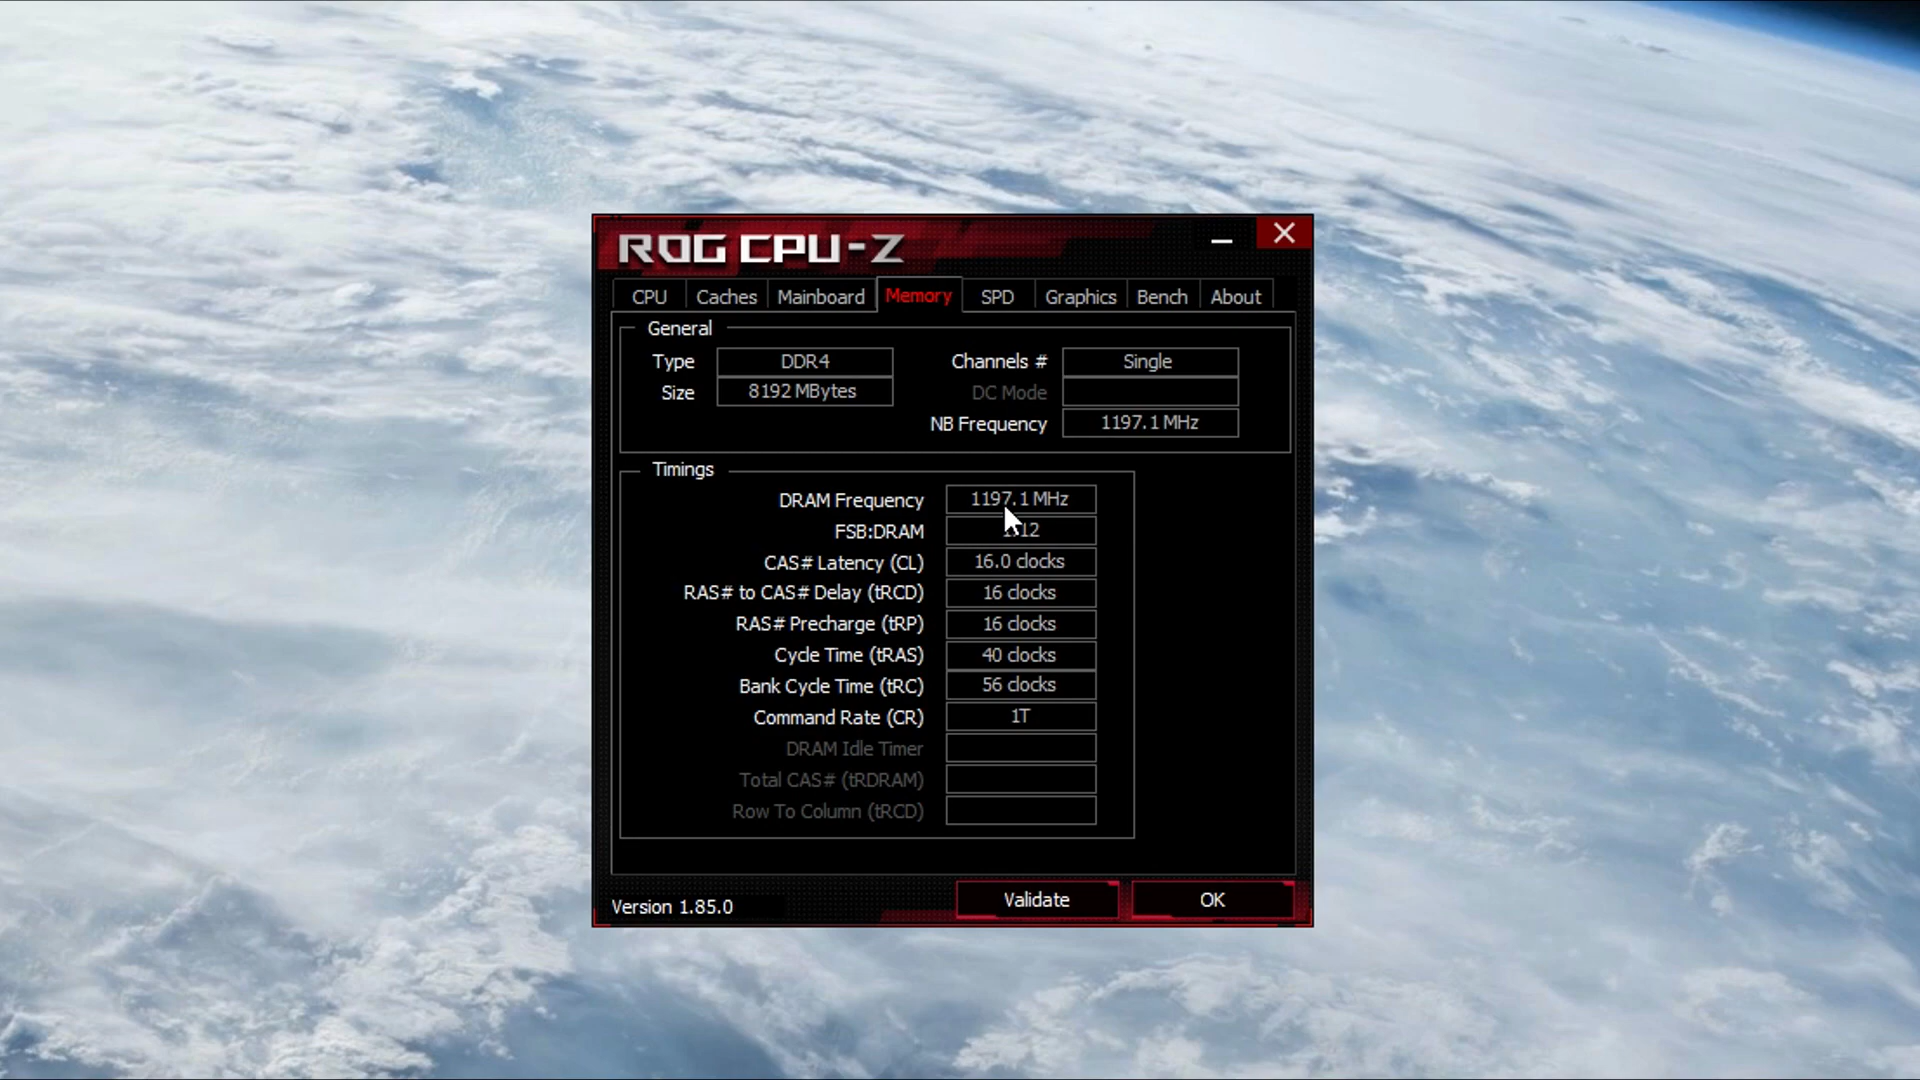 ROG CPU-Z
CPU Caches Mainboard Memory SPD Graphics Bench About
General
Type DDR4 Channels # Single
Size 8192 MBytes DC Mode
NB Frequency 1197.1 MHz
Timings
DRAM Frequency 1197.1 MHz
FSB:DRAM 1:12
CAS# Latency (CL) 16.0 clocks
RAS# to CAS# Delay (tRCD) 16 clocks
RAS# Precharge (tRP) 16 clocks
Cycle Time (tRAS) 40 clocks
Bank Cycle Time (tRC) 56 clocks
Command Rate (CR) 1T
DRAM Idle Timer
Total CAS# (tRDRAM)
Row To Column (tRCD)
Version 1.85.0 Validate OK